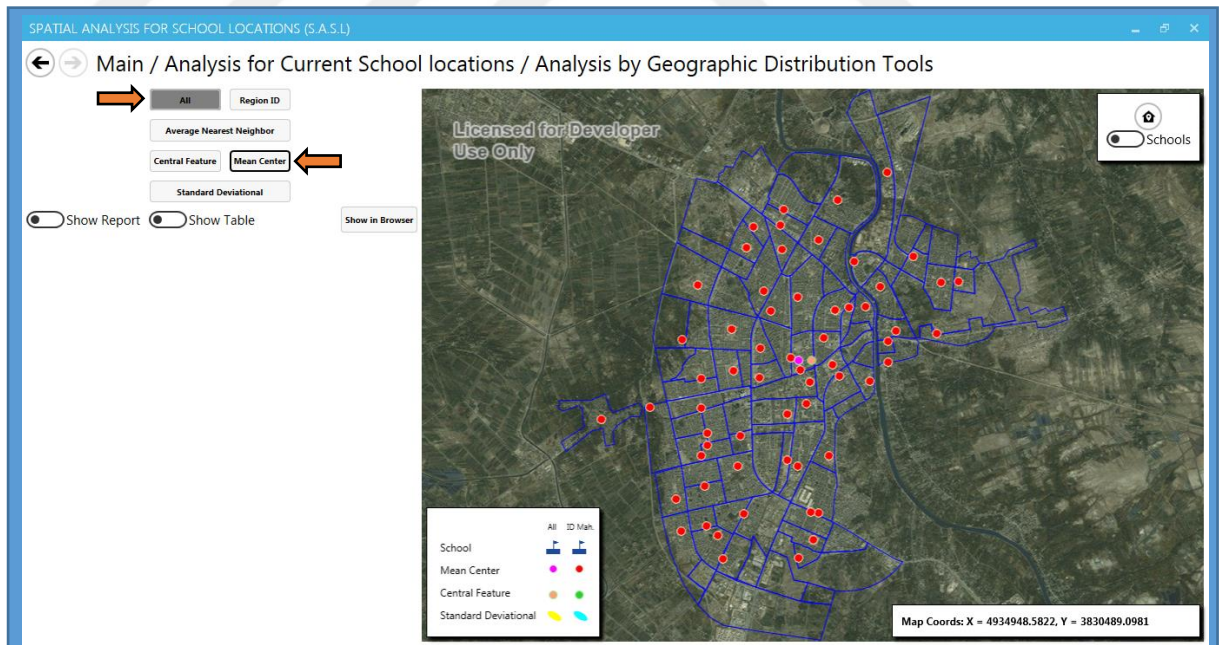 SPATIAL ANALYSIS FOR SCHOOL LOCATIONS (S.A.S.L)
Main / Analysis for Current School locations / Analysis by Geographic Distribution Tools
All
Region ID
Average Nearest Neighbor
Central Feature
Mean Center
Standard Deviational
Show Report
Show Table
Show in Browser
Licensed for Developer
Use Only
Schools
All ID Mah.
School
Mean Center
Central Feature
Standard Deviational
Map Coords: X = 4934948.5822, Y = 3830489.0981